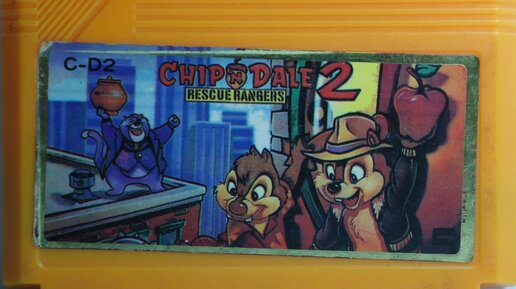 C-D2
CHIP 'N DALE 2
RESCUE RANGERS